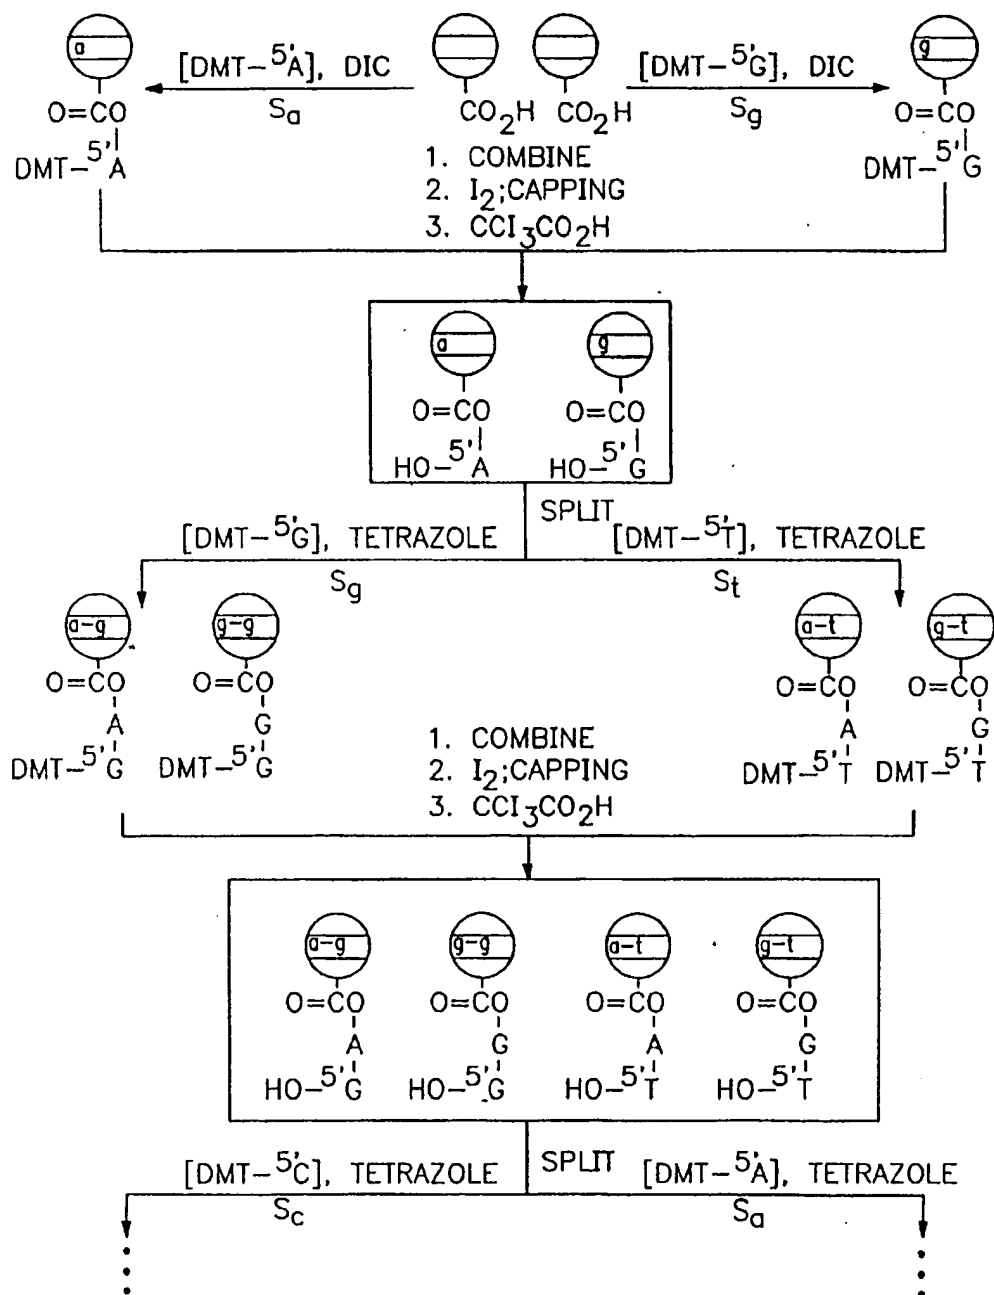 a
g
[DMT-5'A], DIC
[DMT-5'G], DIC
Sa
Sg
O=CO
CO2H CO2H
O=CO
DMT-5'A
DMT-5'G
1. COMBINE
2. I2;CAPPING
3. CCI3CO2H
a
g
O=CO
O=CO
HO-5'A
HO-5'G
SPLIT
[DMT-5'G], TETRAZOLE
[DMT-5'T], TETRAZOLE
Sg
St
a-g
g-g
a-t
g-t
O=CO
O=CO
O=CO
O=CO
A
G
A
G
DMT-5'G
DMT-5'G
DMT-5'T
DMT-5'T
1. COMBINE
2. I2;CAPPING
3. CCI3CO2H
a-g
g-g
a-t
g-t
O=CO
O=CO
O=CO
O=CO
A
G
A
G
HO-5'G
HO-5'G
HO-5'T
HO-5'T
SPLIT
[DMT-5'C], TETRAZOLE
[DMT-5'A], TETRAZOLE
Sc
Sa